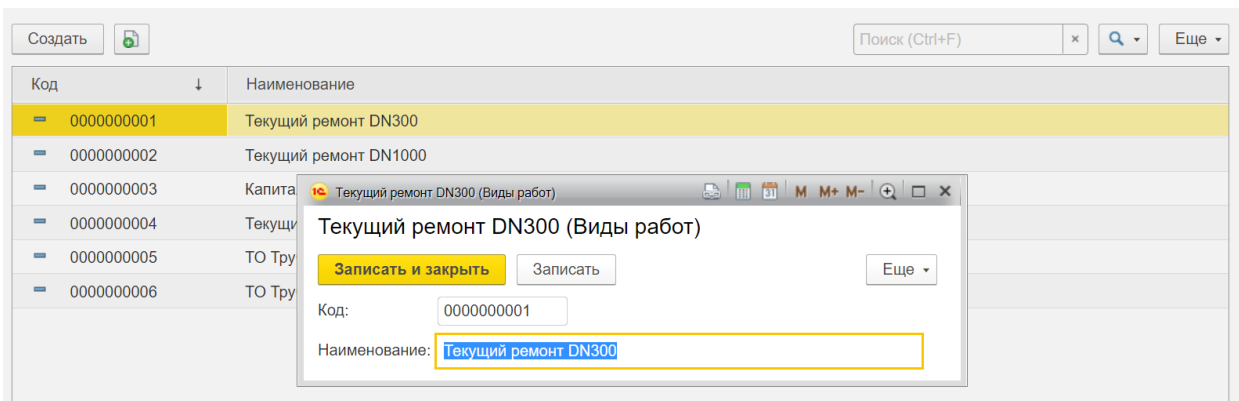 Создать
Поиск (Ctrl+F)
×
Еще
Код ↓ Наименование
0000000001 Текущий ремонт DN300
0000000002 Текущий ремонт DN1000
0000000003 Капита
0000000004 Текущи
0000000005 ТО Тру
0000000006 ТО Тру
1С Текущий ремонт DN300 (Виды работ) 31 M M+ M-
Текущий ремонт DN300 (Виды работ)
Записать и закрыть Записать Еще
Код: 0000000001
Наименование: Текущий ремонт DN300